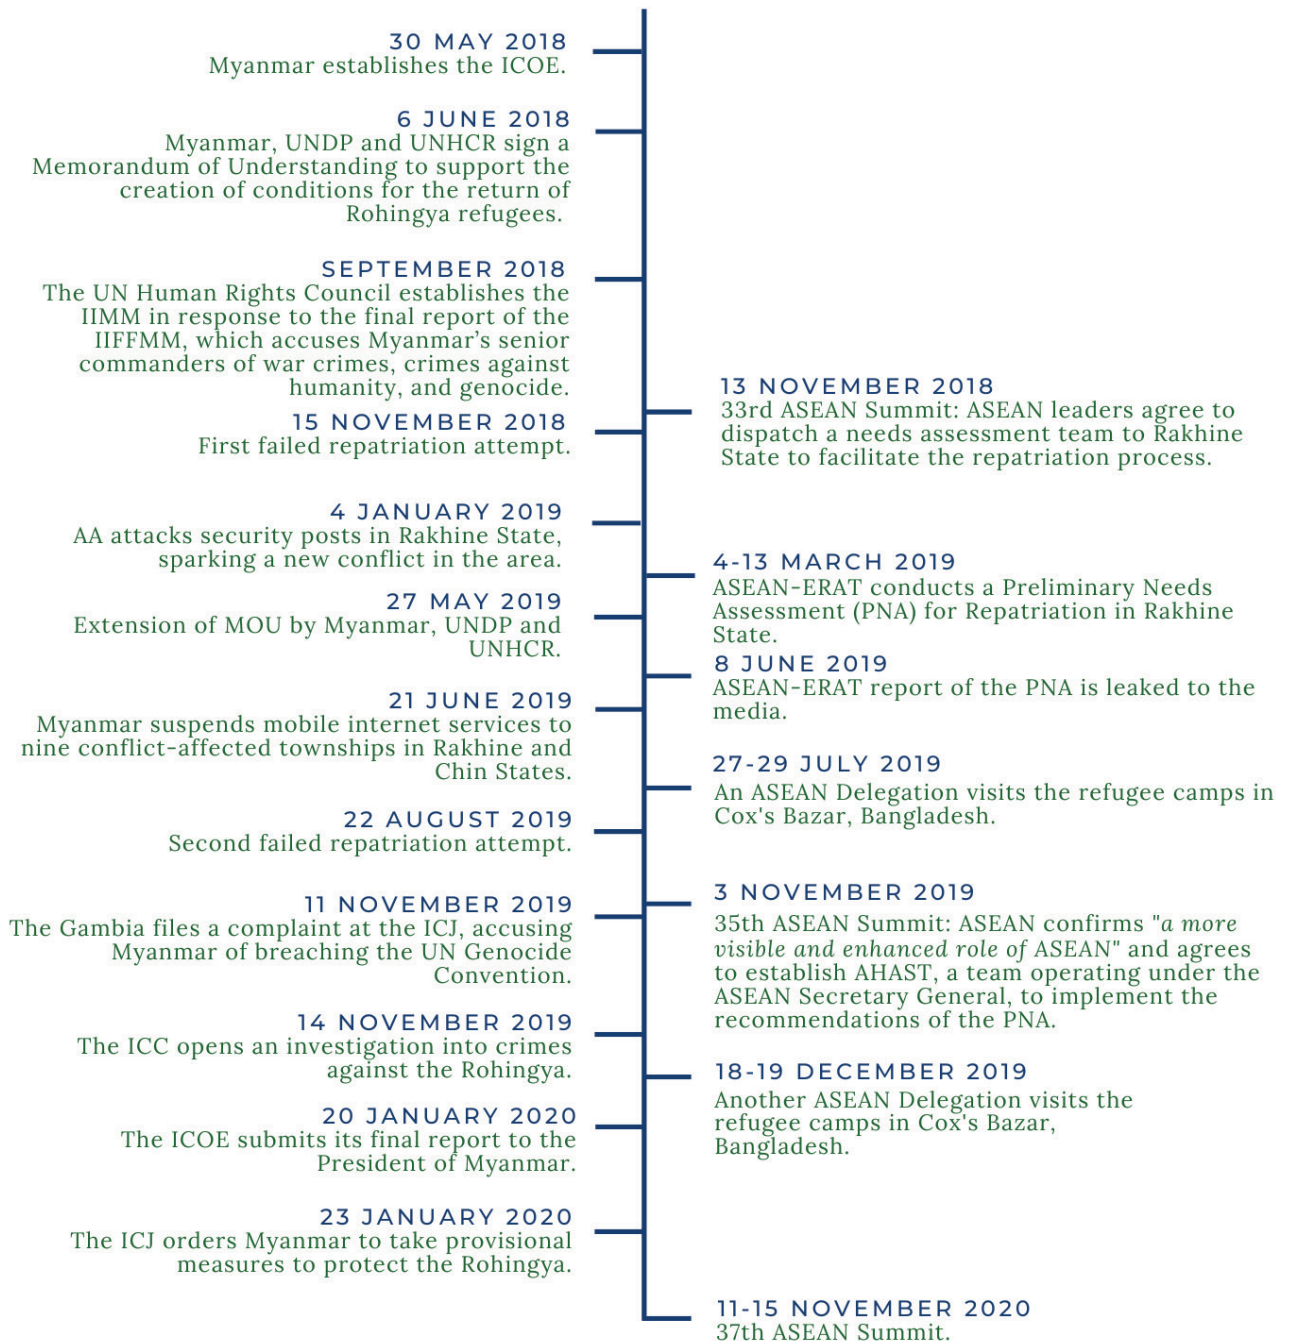 30 MAY 2018
Myanmar establishes the ICOE.
6 JUNE 2018
Myanmar, UNDP and UNHCR sign a
Memorandum of Understanding to support the
creation of conditions for the return of
Rohingya refugees.
SEPTEMBER 2018
The UN Human Rights Council establishes the
IIMM in response to the final report of the
IIFFMM, which accuses Myanmar’s senior
commanders of war crimes, crimes against
humanity, and genocide.
13 NOVEMBER 2018
33rd ASEAN Summit: ASEAN leaders agree to
dispatch a needs assessment team to Rakhine
State to facilitate the repatriation process.
15 NOVEMBER 2018
First failed repatriation attempt.
4 JANUARY 2019
AA attacks security posts in Rakhine State,
sparking a new conflict in the area.
4-13 MARCH 2019
ASEAN-ERAT conducts a Preliminary Needs
Assessment (PNA) for Repatriation in Rakhine
State.
27 MAY 2019
Extension of MOU by Myanmar, UNDP and
UNHCR.
8 JUNE 2019
ASEAN-ERAT report of the PNA is leaked to the
media.
21 JUNE 2019
Myanmar suspends mobile internet services to
nine conflict-affected townships in Rakhine and
Chin States.
27-29 JULY 2019
An ASEAN Delegation visits the refugee camps in
Cox's Bazar, Bangladesh.
22 AUGUST 2019
Second failed repatriation attempt.
3 NOVEMBER 2019
35th ASEAN Summit: ASEAN confirms "a more
visible and enhanced role of ASEAN" and agrees
to establish AHAST, a team operating under the
ASEAN Secretary General, to implement the
recommendations of the PNA.
11 NOVEMBER 2019
The Gambia files a complaint at the ICJ, accusing
Myanmar of breaching the UN Genocide
Convention.
14 NOVEMBER 2019
The ICC opens an investigation into crimes
against the Rohingya.
18-19 DECEMBER 2019
Another ASEAN Delegation visits the
refugee camps in Cox's Bazar,
Bangladesh.
20 JANUARY 2020
The ICOE submits its final report to the
President of Myanmar.
23 JANUARY 2020
The ICJ orders Myanmar to take provisional
measures to protect the Rohingya.
11-15 NOVEMBER 2020
37th ASEAN Summit.